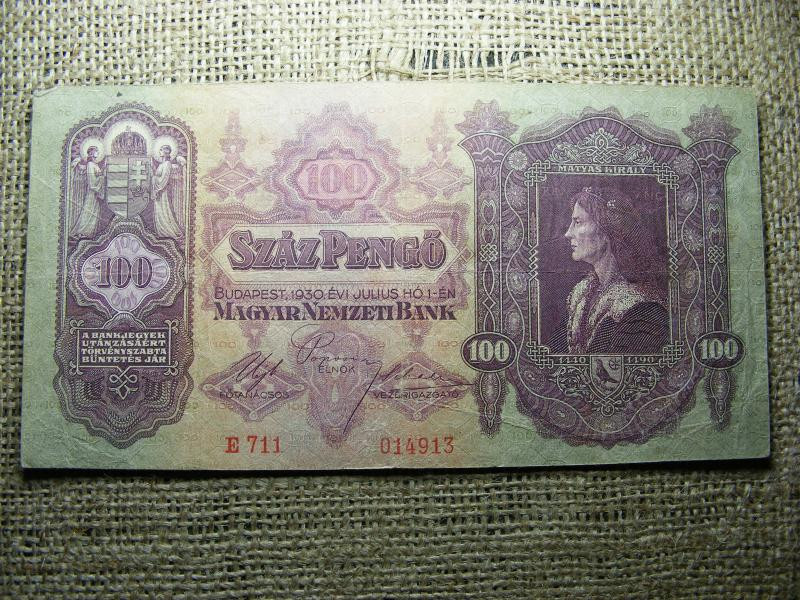 100
SZÁZ PENGŐ
BUDAPEST, 1930. ÉVI JULIUS HÓ 1-ÉN
MAGYAR NEMZETI BANK
ELNÖK
FŐTANÁCSOS
VEZÉRIGAZGATÓ
E 711
014913
100
A BANKJEGYEK
UTÁNZÁSÁÉRT
TÖRVÉNYSZABTA
BÜNTETÉS JÁR
MÁTYÁS KIRÁLY
100
100
1440
1490